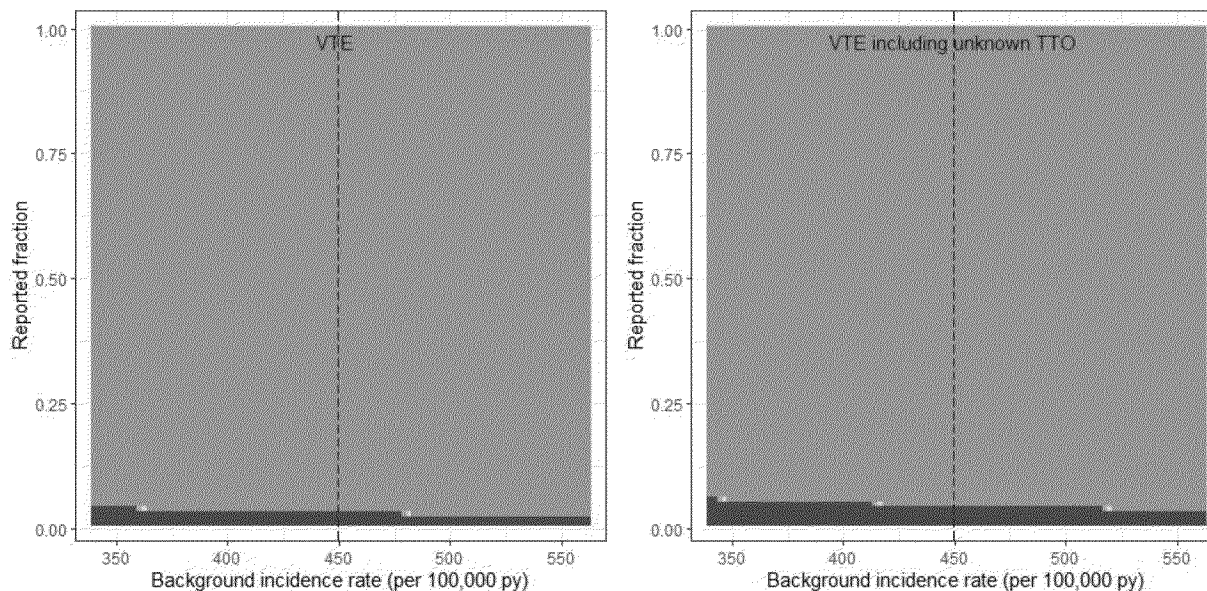 VTE
Reported fraction
1.00
0.75
0.50
0.25
0.00
350 400 450 500 550
Background incidence rate (per 100,000 py)
VTE including unknown TTO
Reported fraction
1.00
0.75
0.50
0.25
0.00
350 400 450 500 550
Background incidence rate (per 100,000 py)